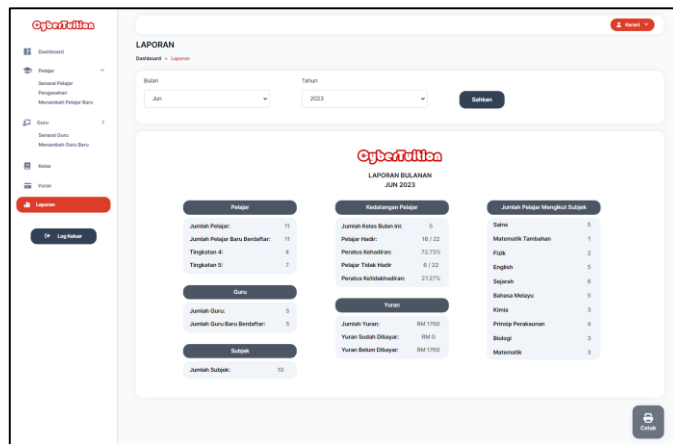 CyberTuition
Kerani
Dashboard
Pelajar
Senarai Pelajar
Pengesahan
Menambah Pelajar Baru
Guru
Senarai Guru
Menambah Guru Baru
Kelas
Yuran
Laporan
Log Keluar
LAPORAN
Dashboard > Laporan
Bulan
Tahun
Jun
2023
Sahkan
CyberTuition
LAPORAN BULANAN
JUN 2023
Pelajar
Jumlah Pelajar: 11
Jumlah Pelajar Baru Berdaftar: 11
Tingkatan 4: 4
Tingkatan 5: 7
Guru
Jumlah Guru: 5
Jumlah Guru Baru Berdaftar: 5
Subjek
Jumlah Subjek: 10
Kedatangan Pelajar
Jumlah Kelas Bulan Ini: 5
Pelajar Hadir: 16 / 22
Peratus Kehadiran: 72.73%
Pelajar Tidak Hadir 6 / 22
Peratus Ketidakhadiran: 27.27%
Yuran
Jumlah Yuran: RM 1760
Yuran Sudah Dibayar: RM 0
Yuran Belum Dibayar: RM 1760
Jumlah Pelajar Mengikut Subjek
Sains 5
Matematik Tambahan 1
Fizik 2
English 5
Sejarah 6
Bahasa Melayu 5
Kimia 3
Prinsip Perakaunan 4
Biologi 3
Matematik 3
Cetak